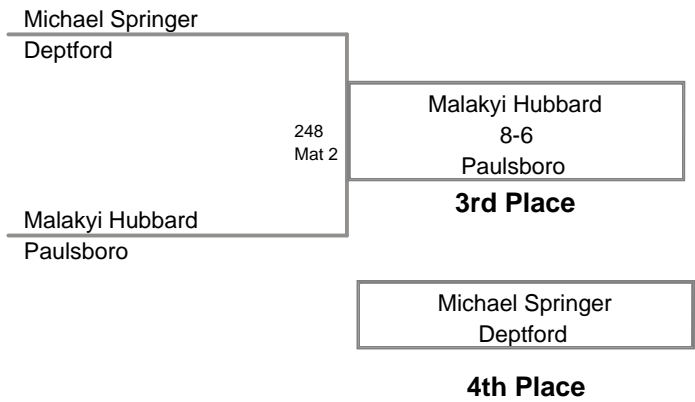 Michael Springer
Deptford
248
Mat 2
Malakyi Hubbard
8-6
Paulsboro
3rd Place
Malakyi Hubbard
Paulsboro
Michael Springer
Deptford
4th Place